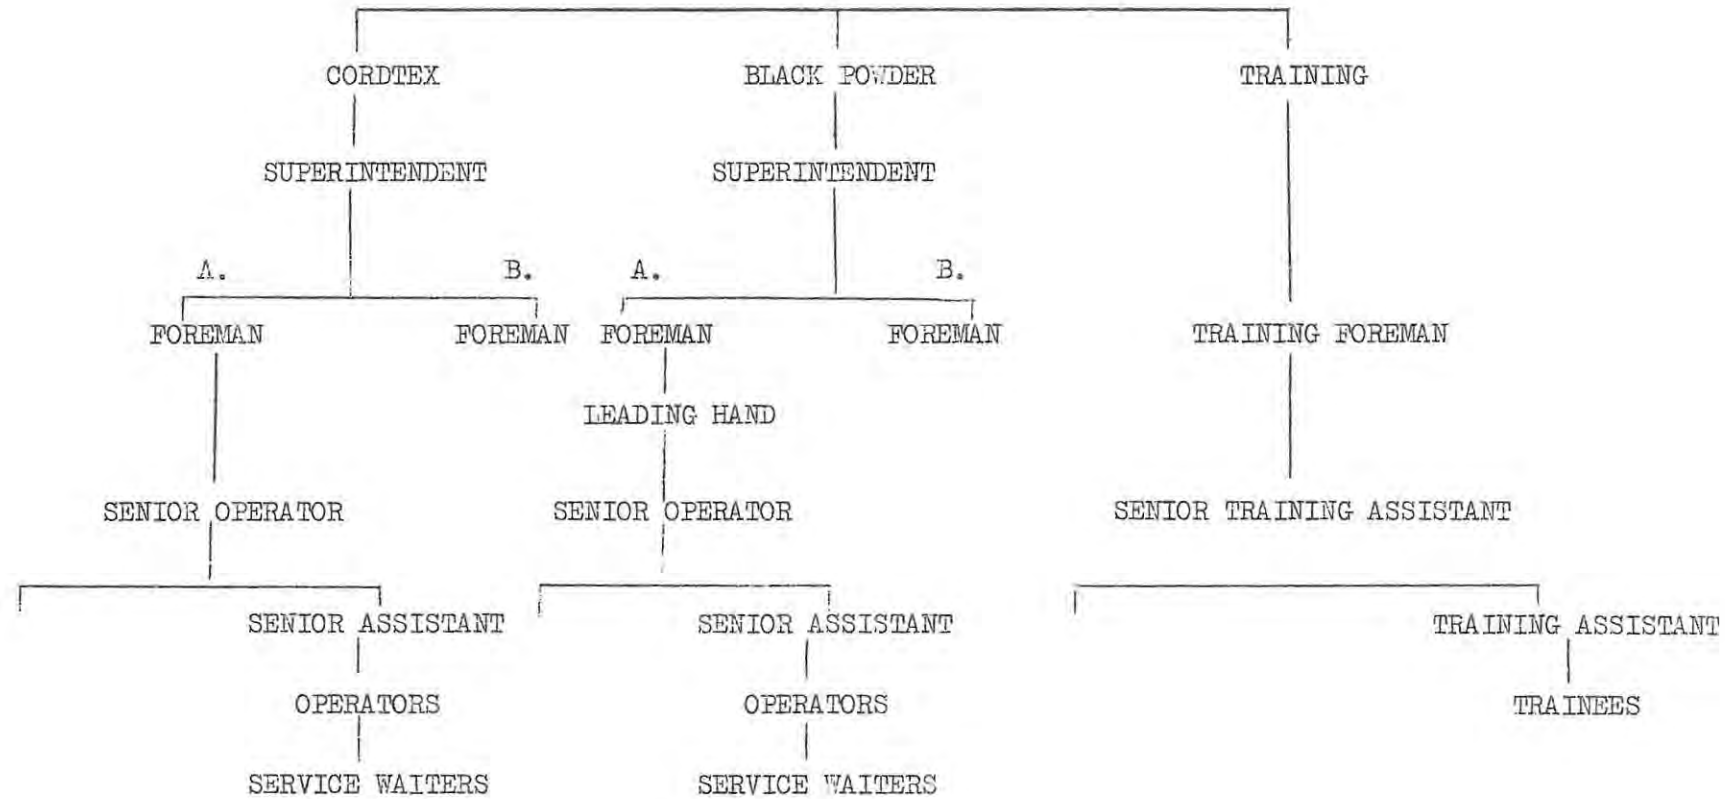 CORDTEX BLACK POWDER TRAINING
SUPERINTENDENT SUPERINTENDENT
A. B. A. B.
FOREMAN FOREMAN FOREMAN FOREMAN TRAINING FOREMAN
LEADING HAND
SENIOR OPERATOR SENIOR OPERATOR SENIOR TRAINING ASSISTANT
SENIOR ASSISTANT SENIOR ASSISTANT TRAINING ASSISTANT
OPERATORS OPERATORS TRAINEES
SERVICE WAITERS SERVICE WAITERS